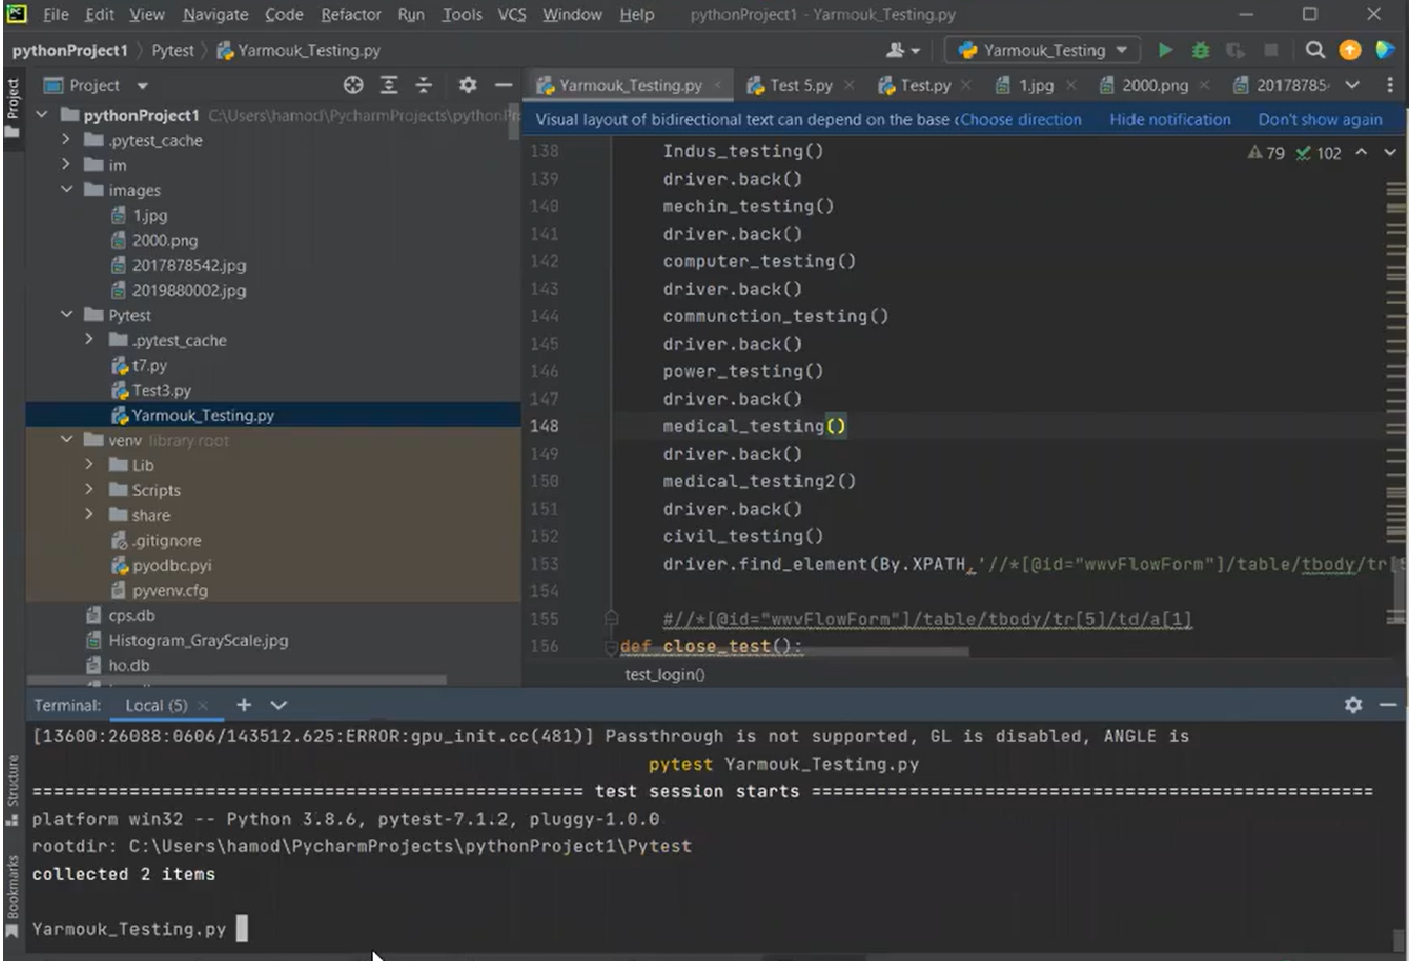 PC File Edit View Navigate Code Refactor Run Tools VCS Window Help pythonProject1 - Yarmouk_Testing.py
pythonProject1 Pytest Yarmouk_Testing.py Yarmouk_Testing
Project
Project
Yarmouk_Testing.py Test 5.py Test.py 1.jpg 2000.png 20178785
pythonProject1 C:\Users\hamod\PycharmProjects\pythonPr
.pytest_cache
im
images
1.jpg
2000.png
2017878542.jpg
2019880002.jpg
Pytest
.pytest_cache
t7.py
Test3.py
Yarmouk_Testing.py
venv library root
Lib
Scripts
share
.gitignore
pyodbc.pyi
pyvenv.cfg
cps.db
Histogram_GrayScale.jpg
ho.db
Visual layout of bidirectional text can depend on the base Choose direction Hide notification Don't show again
79 102
138 Indus_testing()
139 driver.back()
140 mechin_testing()
141 driver.back()
142 computer_testing()
143 driver.back()
144 communction_testing()
145 driver.back()
146 power_testing()
147 driver.back()
148 medical_testing()
149 driver.back()
150 medical_testing2()
151 driver.back()
152 civil_testing()
153 driver.find_element(By.XPATH,'//*[@id="wwvFlowForm"]/table/tbody/tr[
154
155 #//*[@id="wwvFlowForm"]/table/tbody/tr[5]/td/a[1]
156 def close_test():
test_login()
Terminal: Local (5)
[13600:26088:0606/143512.625:ERROR:gpu_init.cc(481)] Passthrough is not supported, GL is disabled, ANGLE is
pytest Yarmouk_Testing.py
=================================================== test session starts ====================================================
platform win32 -- Python 3.8.6, pytest-7.1.2, pluggy-1.0.0
rootdir: C:\Users\hamod\PycharmProjects\pythonProject1\Pytest
collected 2 items
Yarmouk_Testing.py
Structure
Bookmarks